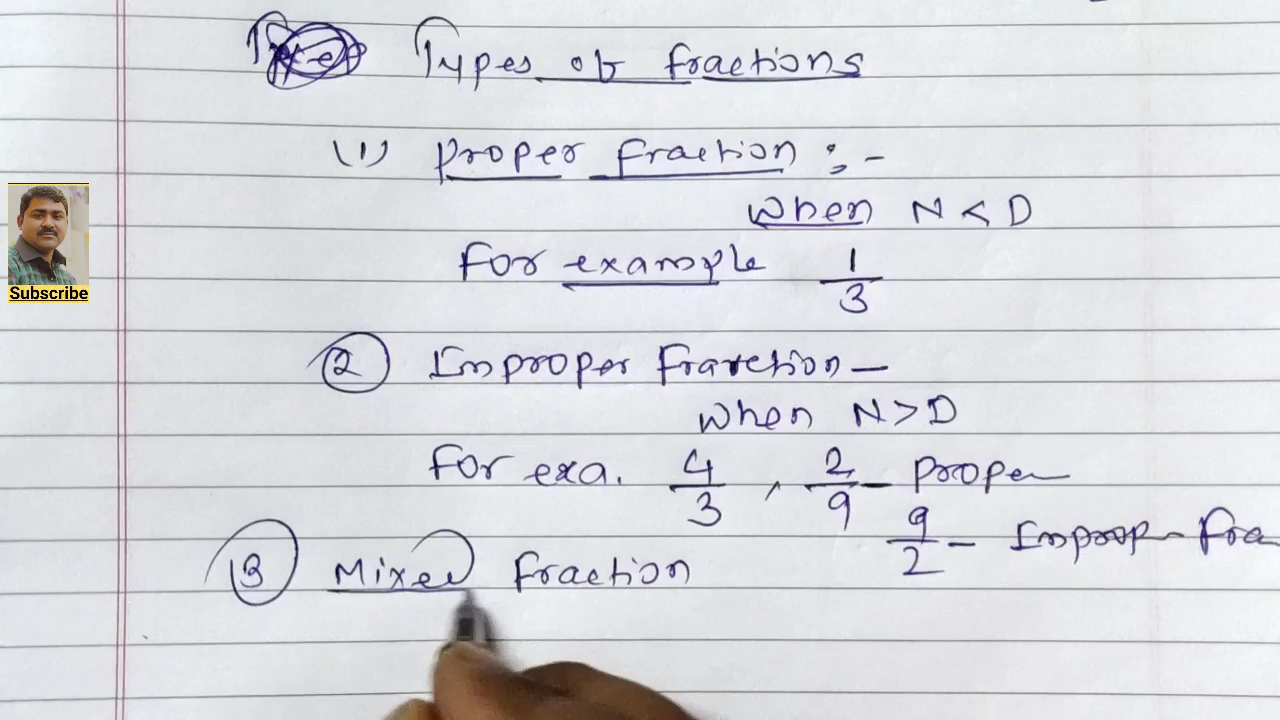 Types of fractions
(1) Proper fraction :-
When N < D
For example 1/3
Subscribe
② Improper Fraction —
When N > D
For exa. 4/3 , 2/9 — Proper
9/2 — Improp Fra
③ Mixed fraction